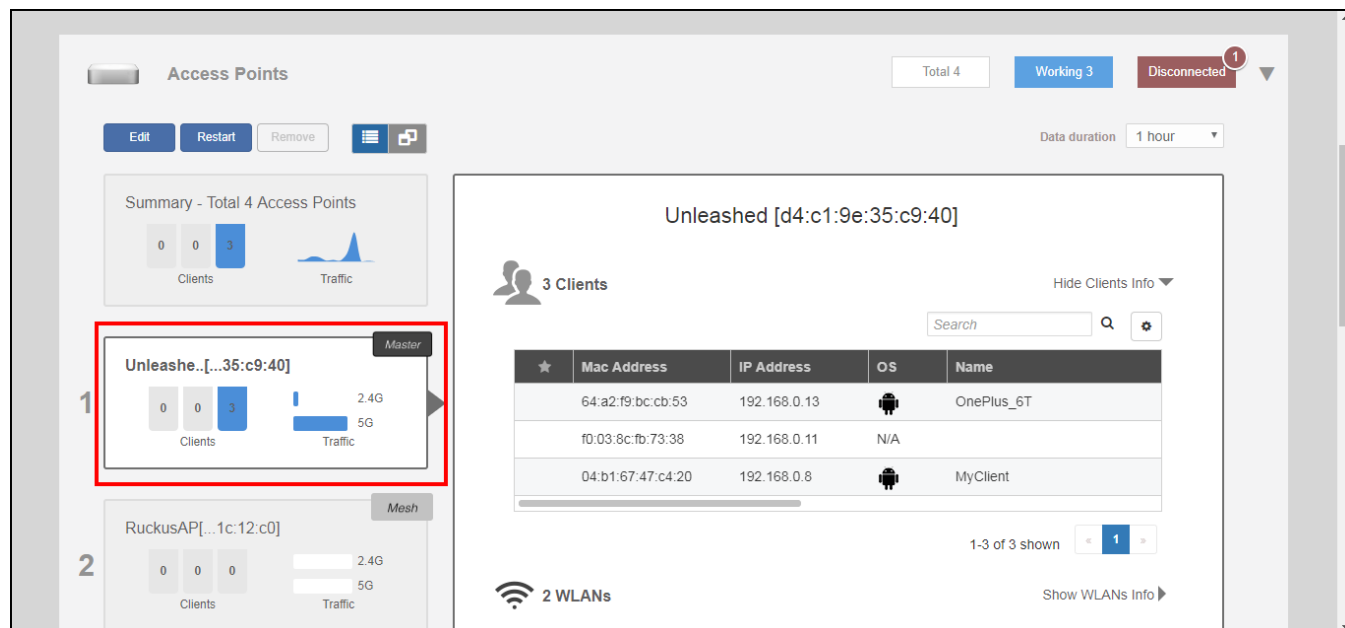 Access Points
Total 4
Working 3
Disconnected
1
Edit
Restart
Remove
Data duration
1 hour
Summary - Total 4 Access Points
0 0 3
Clients
Traffic
1
Master
Unleashe..[...35:c9:40]
0 0 3
2.4G
5G
Clients
Traffic
2
Mesh
RuckusAP[...1c:12:c0]
0 0 0
2.4G
5G
Clients
Traffic
Unleashed [d4:c1:9e:35:c9:40]
3 Clients
Hide Clients Info
Search
Mac Address IP Address OS Name
64:a2:f9:bc:cb:53 192.168.0.13 OnePlus_6T
f0:03:8c:fb:73:38 192.168.0.11 N/A
04:b1:67:47:c4:20 192.168.0.8 MyClient
1-3 of 3 shown « 1 »
2 WLANs
Show WLANs Info